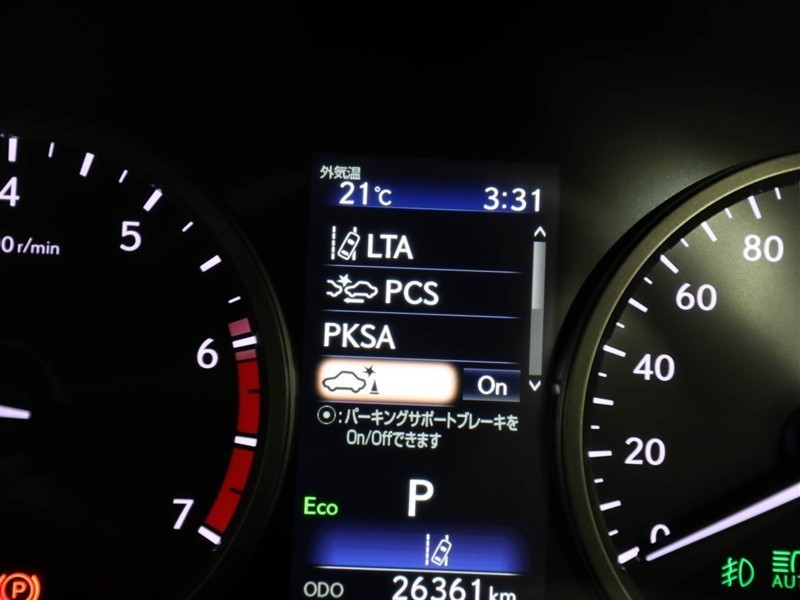 外気温
21℃ 3:31
LTA
PCS
PKSA
On
⦿:パーキングサポートブレーキを
On/Offできます
Eco P
ODO 26361 km
4
5
6
7
r/min
80
60
40
20
0
P